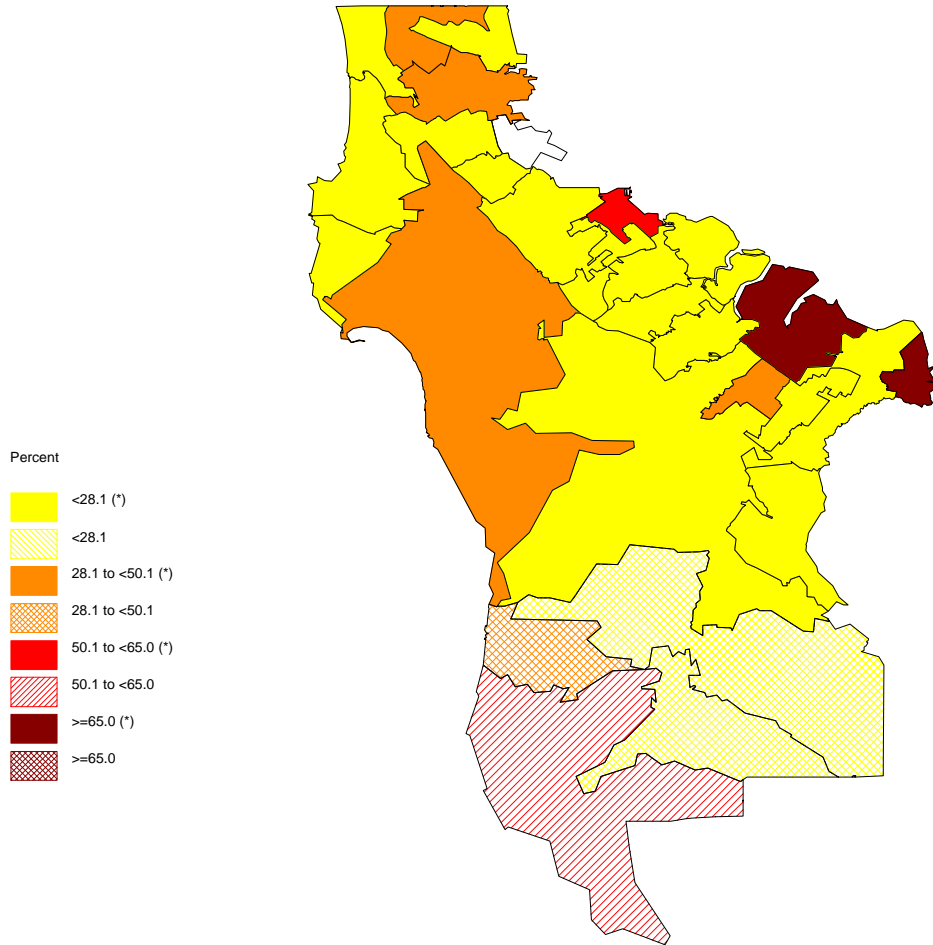 Percent
<28.1 (*)
<28.1
28.1 to <50.1 (*)
28.1 to <50.1
50.1 to <65.0 (*)
50.1 to <65.0
>=65.0 (*)
>=65.0